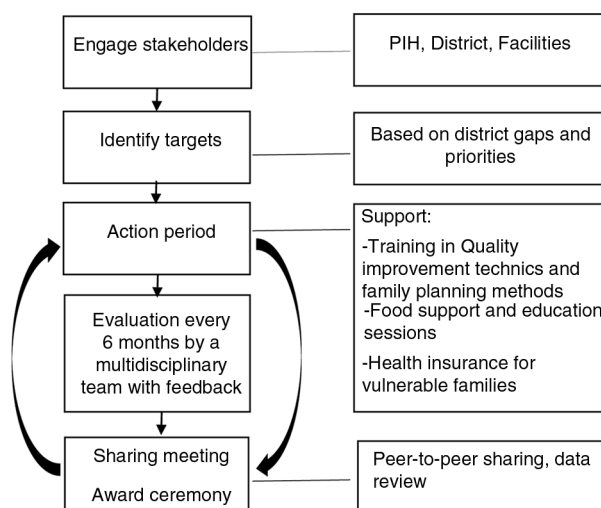 Engage stakeholders
PIH, District, Facilities
Identify targets
Based on district gaps and
priorities
Action period
Support:
-Training in Quality
improvement technics and
family planning methods
-Food support and education
sessions
-Health insurance for
vulnerable families
Evaluation every
6 months by a
multidisciplinary
team with feedback
Sharing meeting
Award ceremony
Peer-to-peer sharing, data
review